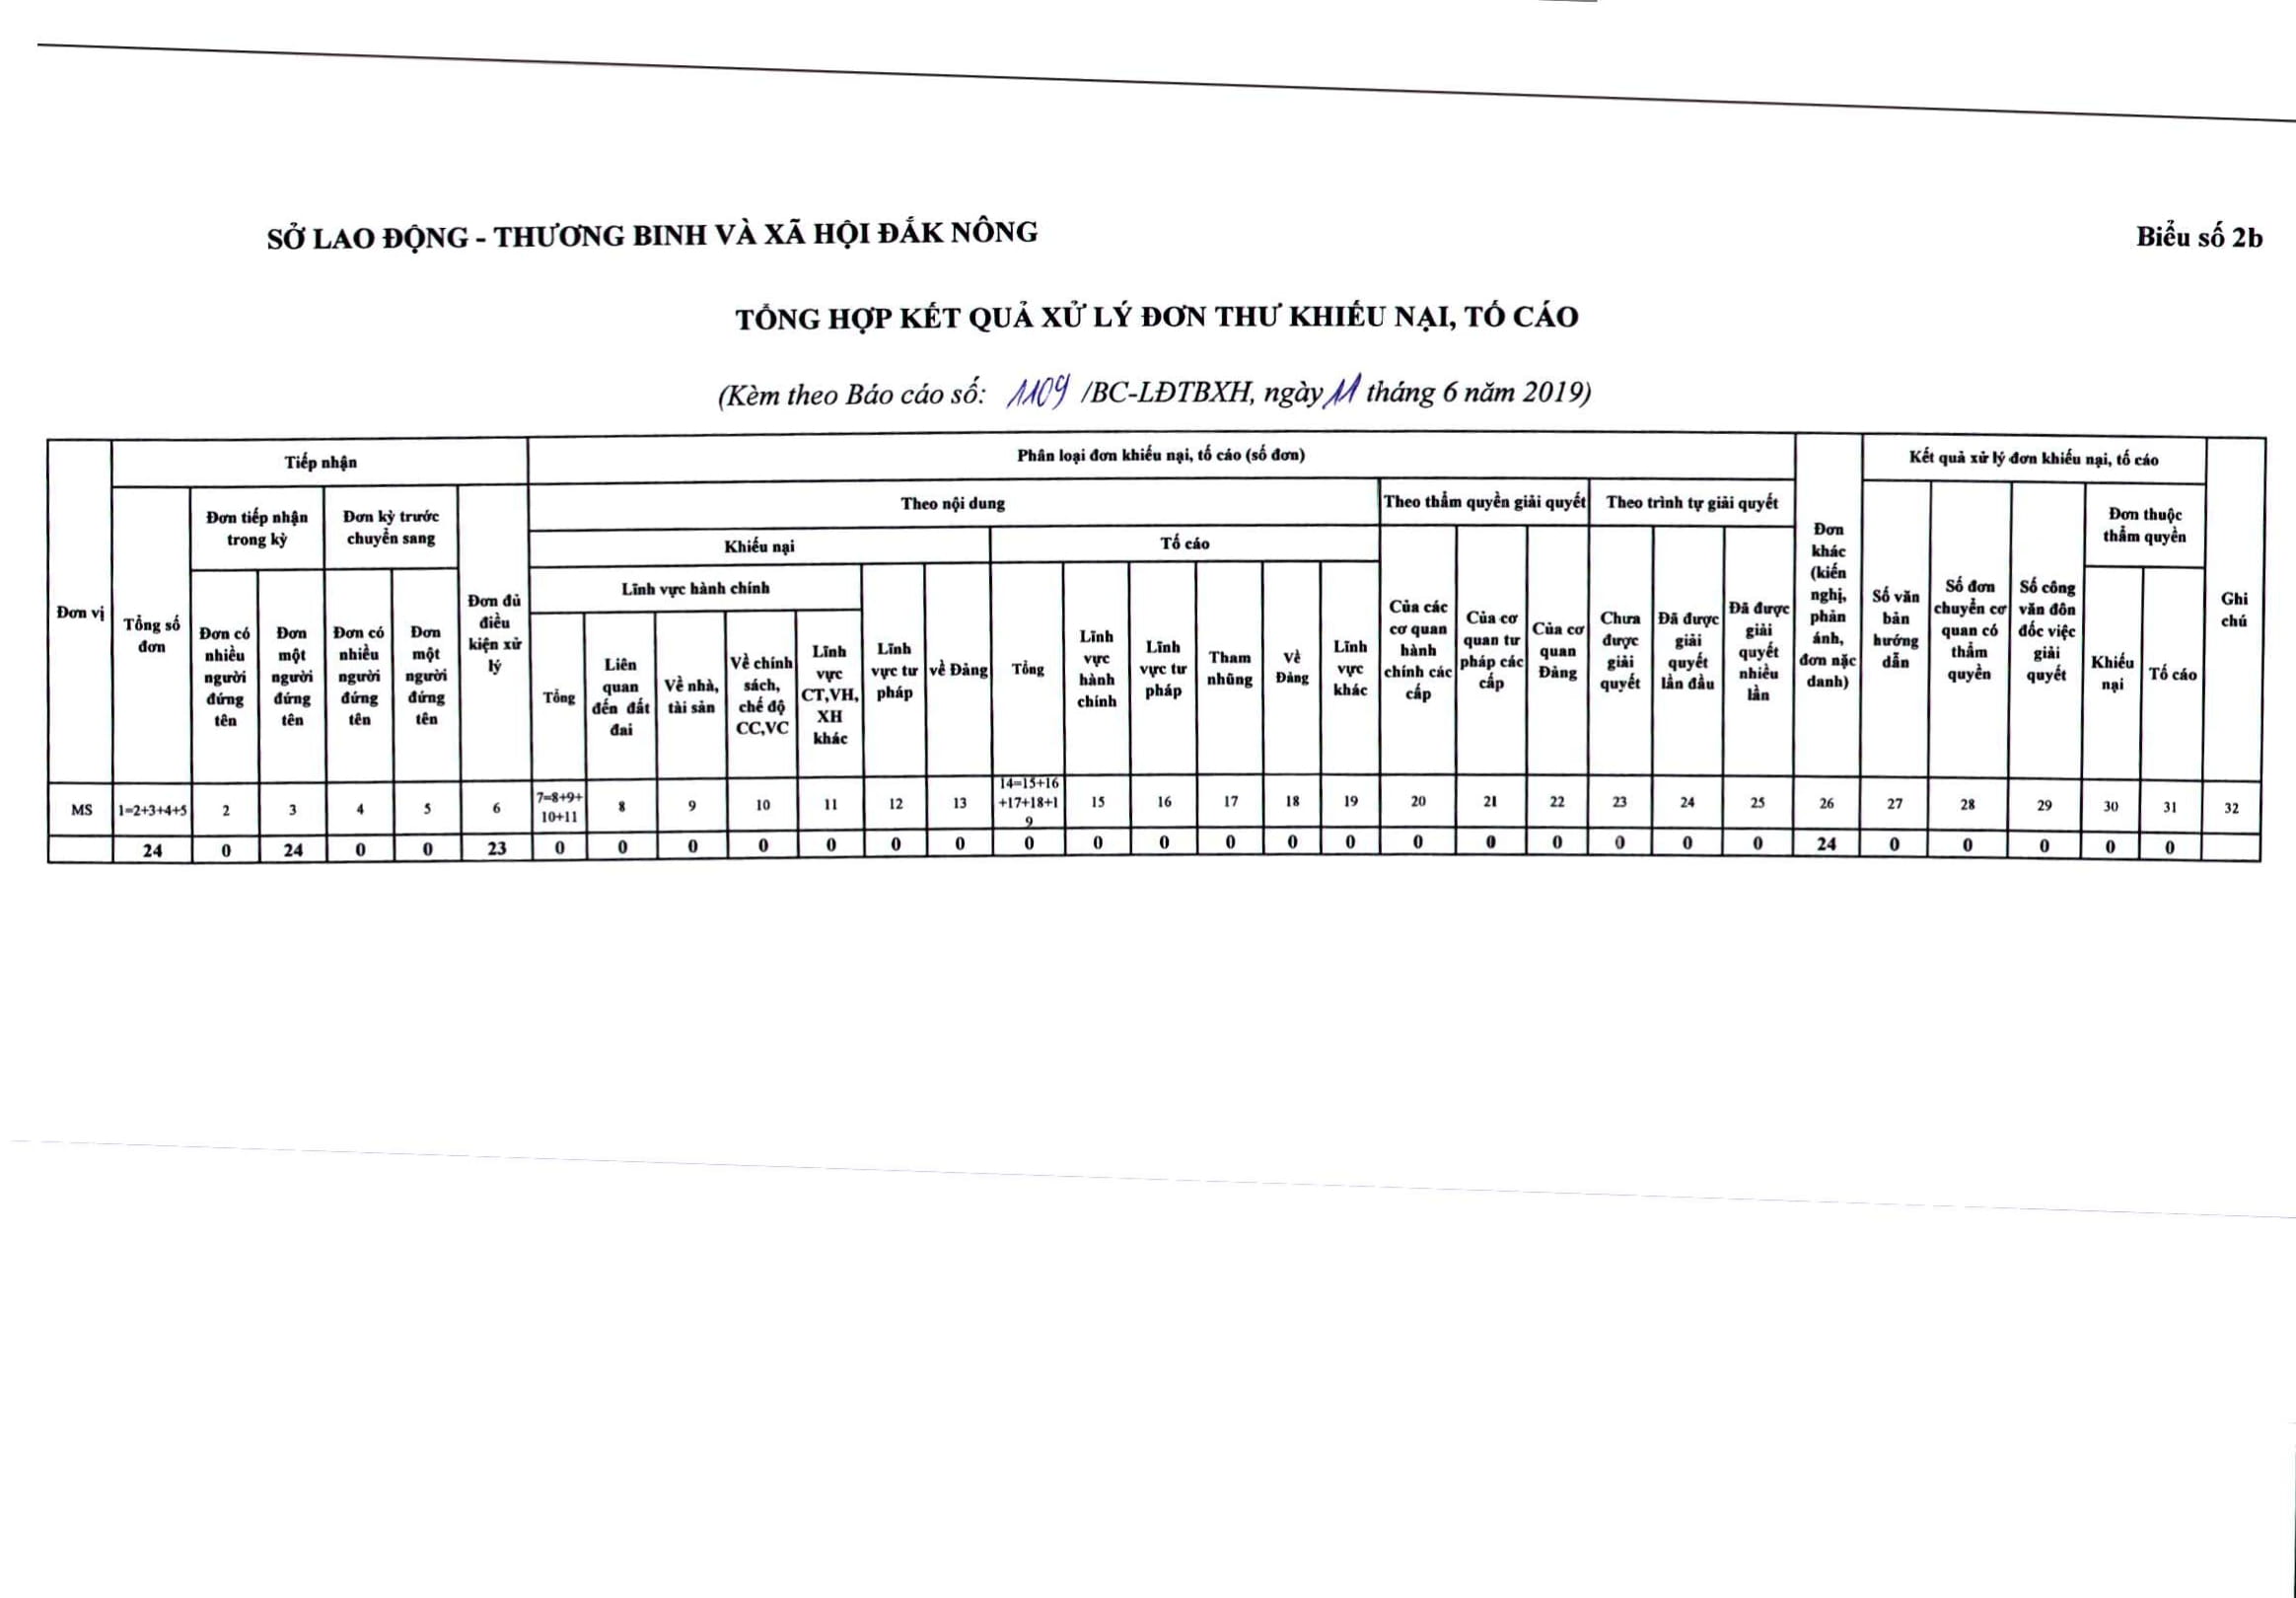 SỞ LAO ĐỘNG - THƯƠNG BINH VÀ XÃ HỘI ĐẮK NÔNG
Biểu số 2b
TỔNG HỢP KẾT QUẢ XỬ LÝ ĐƠN THƯ KHIẾU NẠI, TỐ CÁO
(Kèm theo Báo cáo số: 1109 /BC-LĐTBXH, ngày 11 tháng 6 năm 2019)
Đơn vị
Tiếp nhận
Phân loại đơn khiếu nại, tố cáo (số đơn)
Đơn
khác
(kiến
nghị,
phản
ánh,
đơn nặc
danh)
Kết quả xử lý đơn khiếu nại, tố cáo
Ghi
chú
Tổng số
đơn
Đơn tiếp nhận
trong kỳ
Đơn kỳ trước
chuyển sang
Đơn đủ
điều
kiện xử
lý
Theo nội dung
Theo thẩm quyền giải quyết
Theo trình tự giải quyết
Số văn
bản
hướng
dẫn
Số đơn
chuyển cơ
quan có
thẩm
quyền
Số công
văn đôn
đốc việc
giải
quyết
Đơn thuộc
thẩm quyền
Khiếu nại
Tố cáo
Của các
cơ quan
hành
chính các
cấp
Của cơ
quan tư
pháp các
cấp
Của cơ
quan
Đảng
Chưa
được
giải
quyết
Đã được
giải
quyết
lần đầu
Đã được
giải
quyết
nhiều
lần
Đơn có
nhiều
người
đứng
tên
Đơn
một
người
đứng
tên
Đơn có
nhiều
người
đứng
tên
Đơn
một
người
đứng
tên
Lĩnh vực hành chính
Lĩnh
vực tư
pháp
về Đảng
Tổng
Lĩnh
vực
hành
chính
Lĩnh
vực tư
pháp
Tham
nhũng
Về
Đảng
Lĩnh
vực
khác
Khiếu
nại
Tố cáo
Tổng
Liên
quan
đến đất
đai
Về nhà,
tài sản
Về chính
sách,
chế độ
CC,VC
Lĩnh
vực
CT,VH,
XH
khác
MS 1=2+3+4+5 2 3 4 5 6 7=8+9+
10+11 8 9 10 11 12 13 14=15+16
+17+18+1
9 15 16 17 18 19 20 21 22 23 24 25 26 27 28 29 30 31 32
24 0 24 0 0 23 0 0 0 0 0 0 0 0 0 0 0 0 0 0 0 0 0 0 0 24 0 0 0 0 0